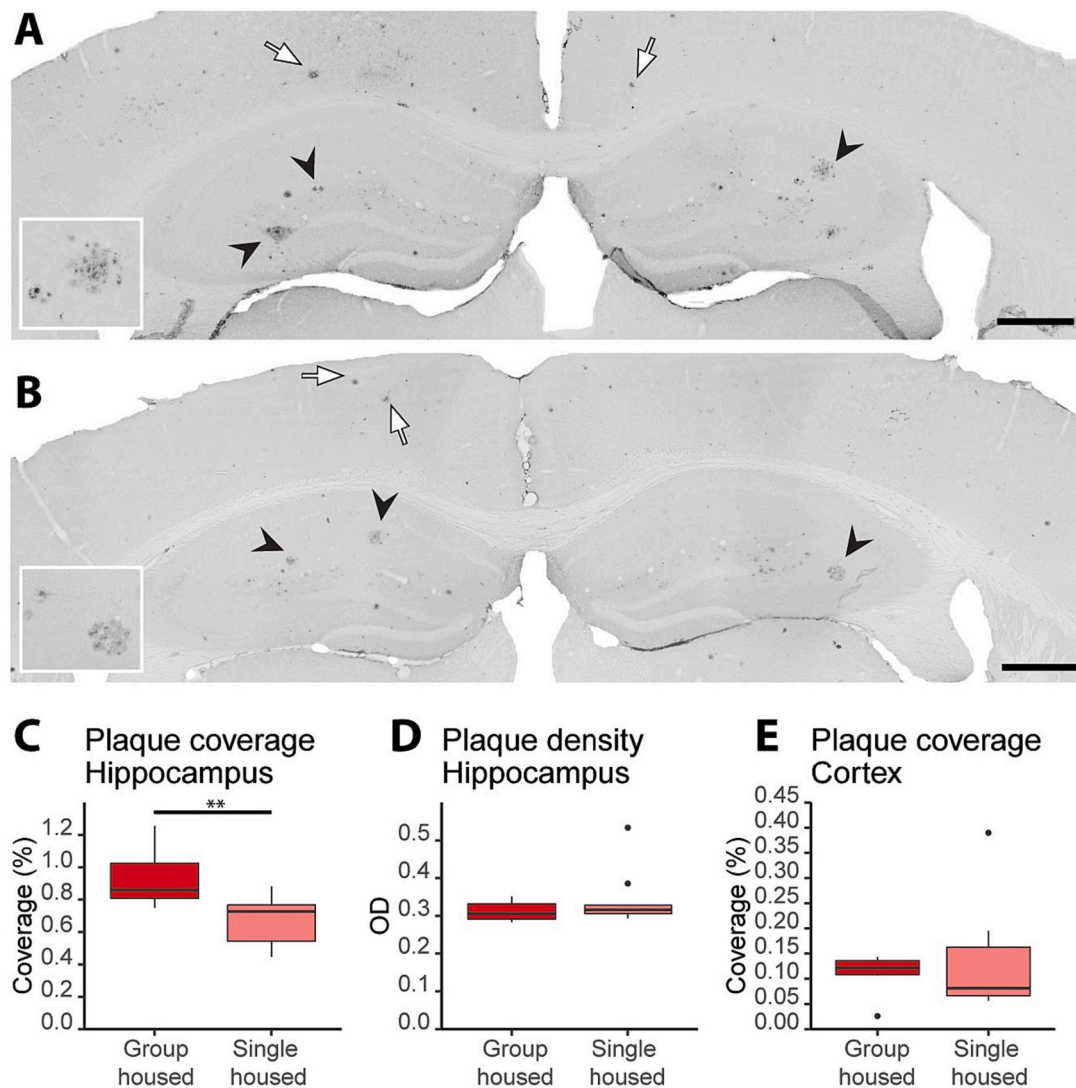 A
B
C Plaque coverage
Hippocampus
**
Coverage (%)
1.2
1.0
0.8
0.6
0.4
0.2
0.0
Group
housed
Single
housed
D Plaque density
Hippocampus
OD
0.5
0.4
0.3
0.2
0.1
0.0
Group
housed
Single
housed
E Plaque coverage
Cortex
Coverage (%)
0.45
0.40
0.35
0.30
0.25
0.20
0.15
0.10
0.05
0.00
Group
housed
Single
housed